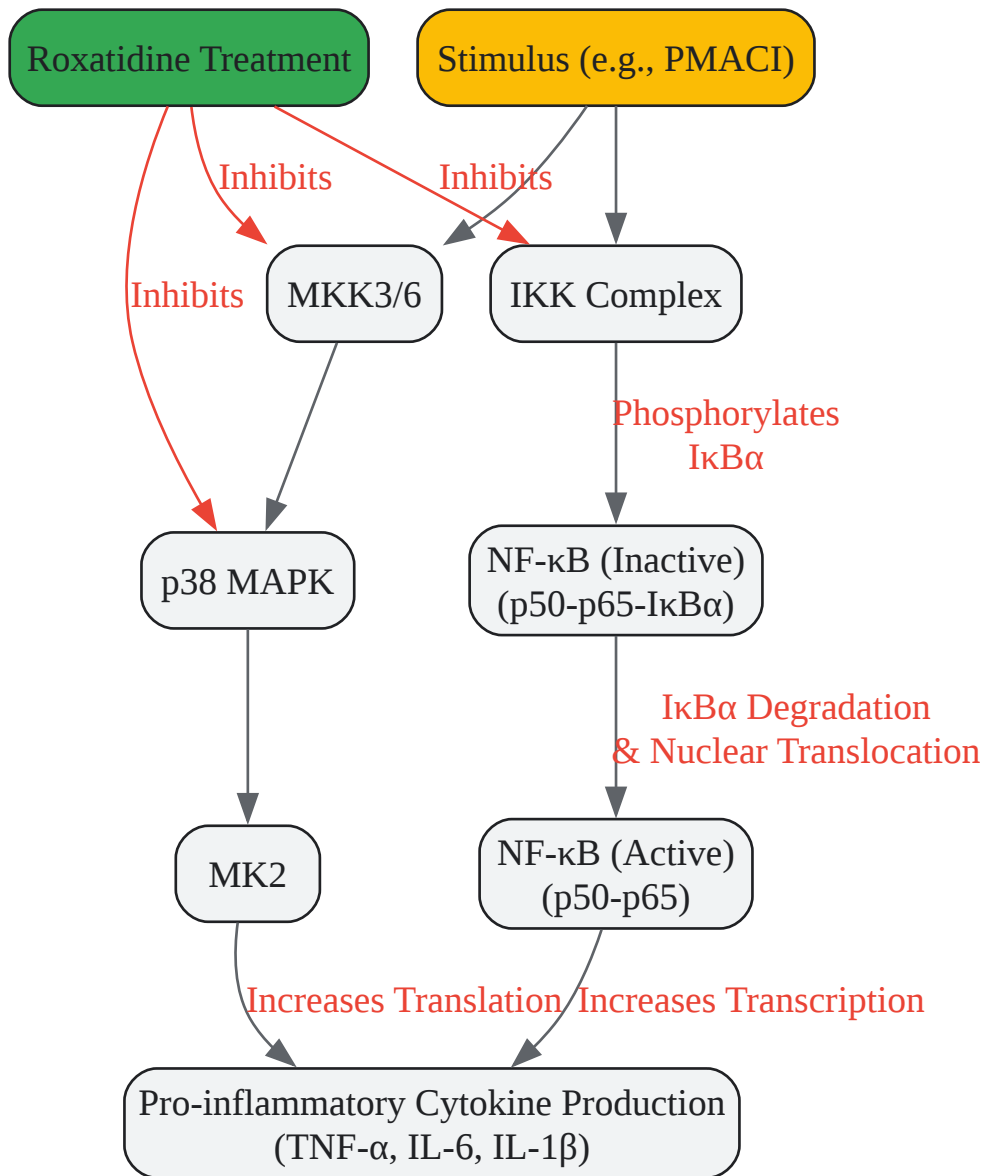 Roxatidine Treatment
Stimulus (e.g., PMACI)
Inhibits
Inhibits
Inhibits
MKK3/6
IKK Complex
Phosphorylates
IκBα
p38 MAPK
NF-κB (Inactive)
(p50-p65-IκBα)
IκBα Degradation
& Nuclear Translocation
MK2
NF-κB (Active)
(p50-p65)
Increases Translation
Increases Transcription
Pro-inflammatory Cytokine Production
(TNF-α, IL-6, IL-1β)